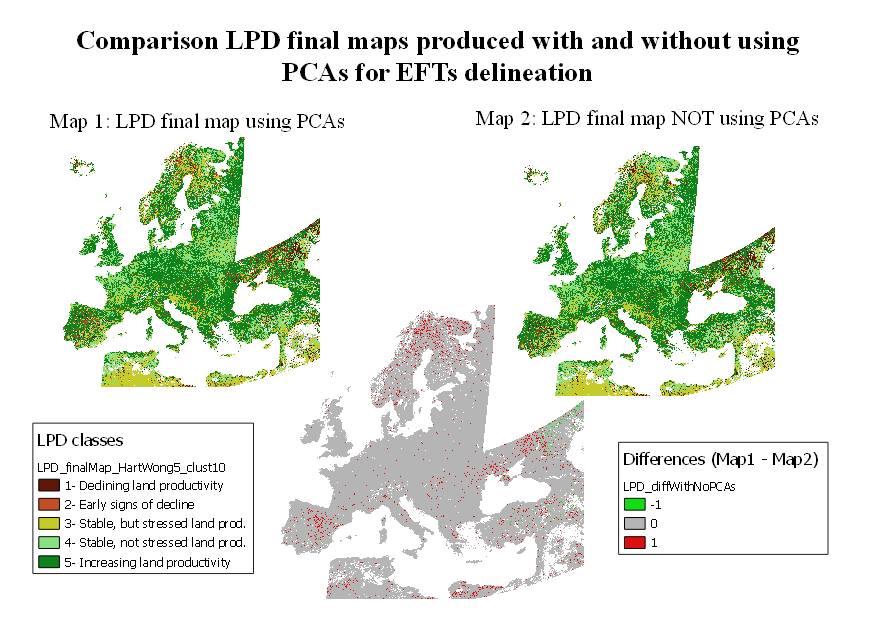 Comparison LPD final maps produced with and without using
PCAs for EFTs delineation
Map 1: LPD final map using PCAs
Map 2: LPD final map NOT using PCAs
LPD classes
LPD_finalMap_HartWong5_clust10
1- Declining land productivity
2- Early signs of decline
3- Stable, but stressed land prod.
4- Stable, not stressed land prod.
5- Increasing land productivity
Differences (Map1 - Map2)
LPD_diffWithNoPCAs
-1
0
1